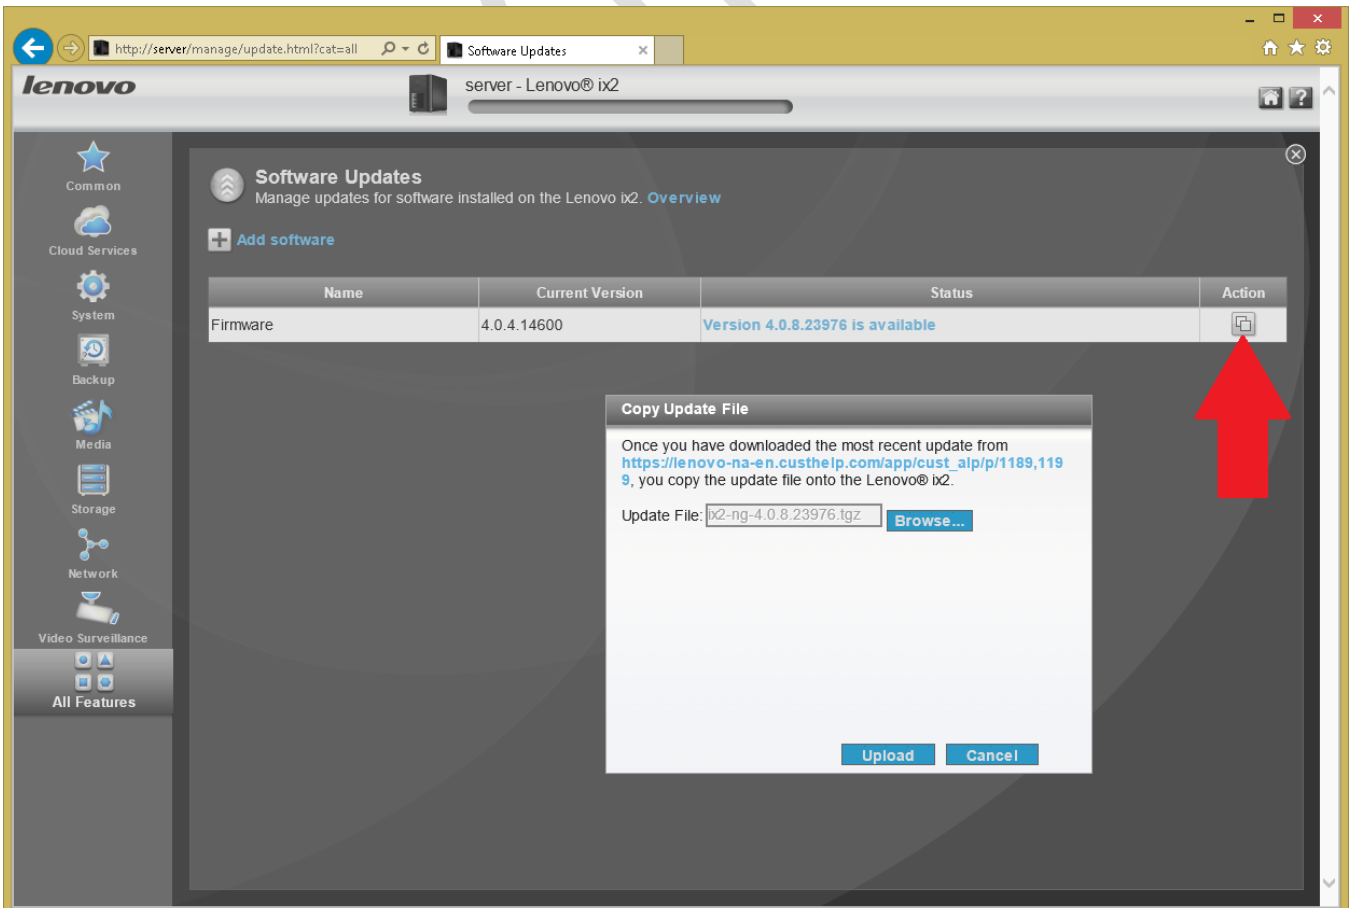 http://server/manage/update.html?cat=all
Software Updates
lenovo
server - Lenovo® ix2
Common
Cloud Services
System
Backup
Media
Storage
Network
Video Surveillance
All Features
Software Updates
Manage updates for software installed on the Lenovo ix2. Overview
Add software
Name Current Version Status Action
Firmware 4.0.4.14600 Version 4.0.8.23976 is available
Copy Update File
Once you have downloaded the most recent update from
https://lenovo-na-en.custhelp.com/app/cust_alp/p/1189,119
9, you copy the update file onto the Lenovo® ix2.
Update File: ix2-ng-4.0.8.23976.tgz Browse...
Upload Cancel